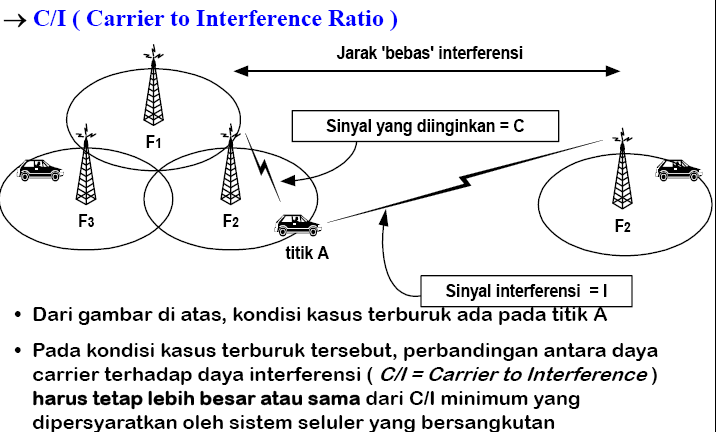 → C/I ( Carrier to Interference Ratio )
Jarak 'bebas' interferensi
Sinyal yang diinginkan = C
F1
F3
F2
F2
titik A
Sinyal interferensi = I
• Dari gambar di atas, kondisi kasus terburuk ada pada titik A
• Pada kondisi kasus terburuk tersebut, perbandingan antara daya
carrier terhadap daya interferensi ( C/I = Carrier to Interference )
harus tetap lebih besar atau sama dari C/I minimum yang
dipersyaratkan oleh sistem seluler yang bersangkutan